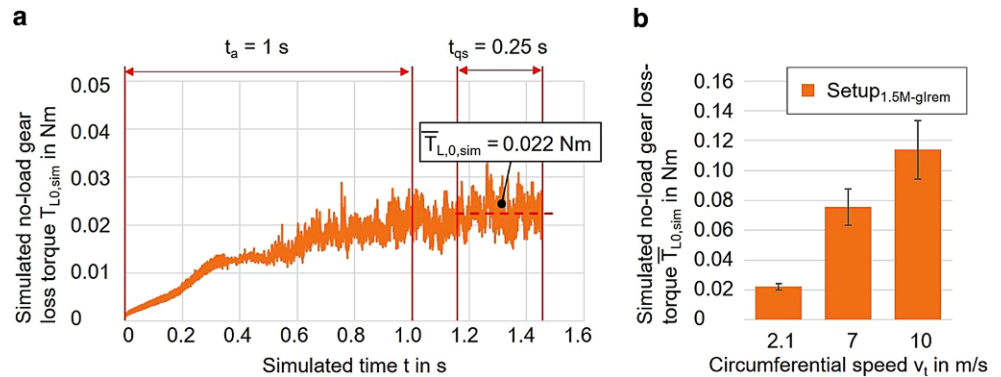 a
t_a = 1 s
t_qs = 0.25 s
Simulated no-load gear
loss torque T̅_L0,sim in Nm
0.05
0.04
0.03
0.02
0.01
0
T̅_L,0,sim = 0.022 Nm
0 0.2 0.4 0.6 0.8 1.0 1.2 1.4 1.6
Simulated time t in s
b
Simulated no-load gear loss-
torque T̅_L0,sim in Nm
0.16
0.14
0.12
0.10
0.08
0.06
0.04
0.02
0.00
Setup_1.5M-glrem
2.1 7 10
Circumferential speed v_t in m/s